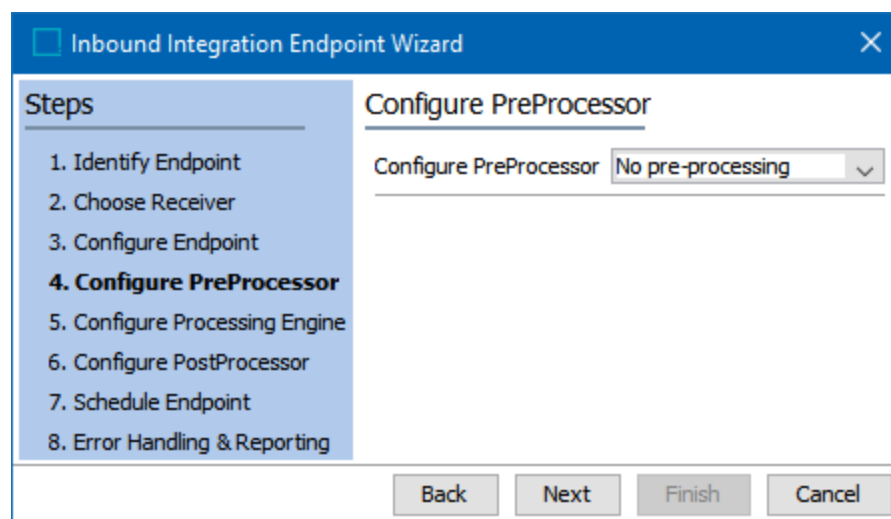 Inbound Integration Endpoint Wizard
Steps
1. Identify Endpoint
2. Choose Receiver
3. Configure Endpoint
4. Configure PreProcessor
5. Configure Processing Engine
6. Configure PostProcessor
7. Schedule Endpoint
8. Error Handling & Reporting
Configure PreProcessor
Configure PreProcessor No pre-processing
Back Next Finish Cancel